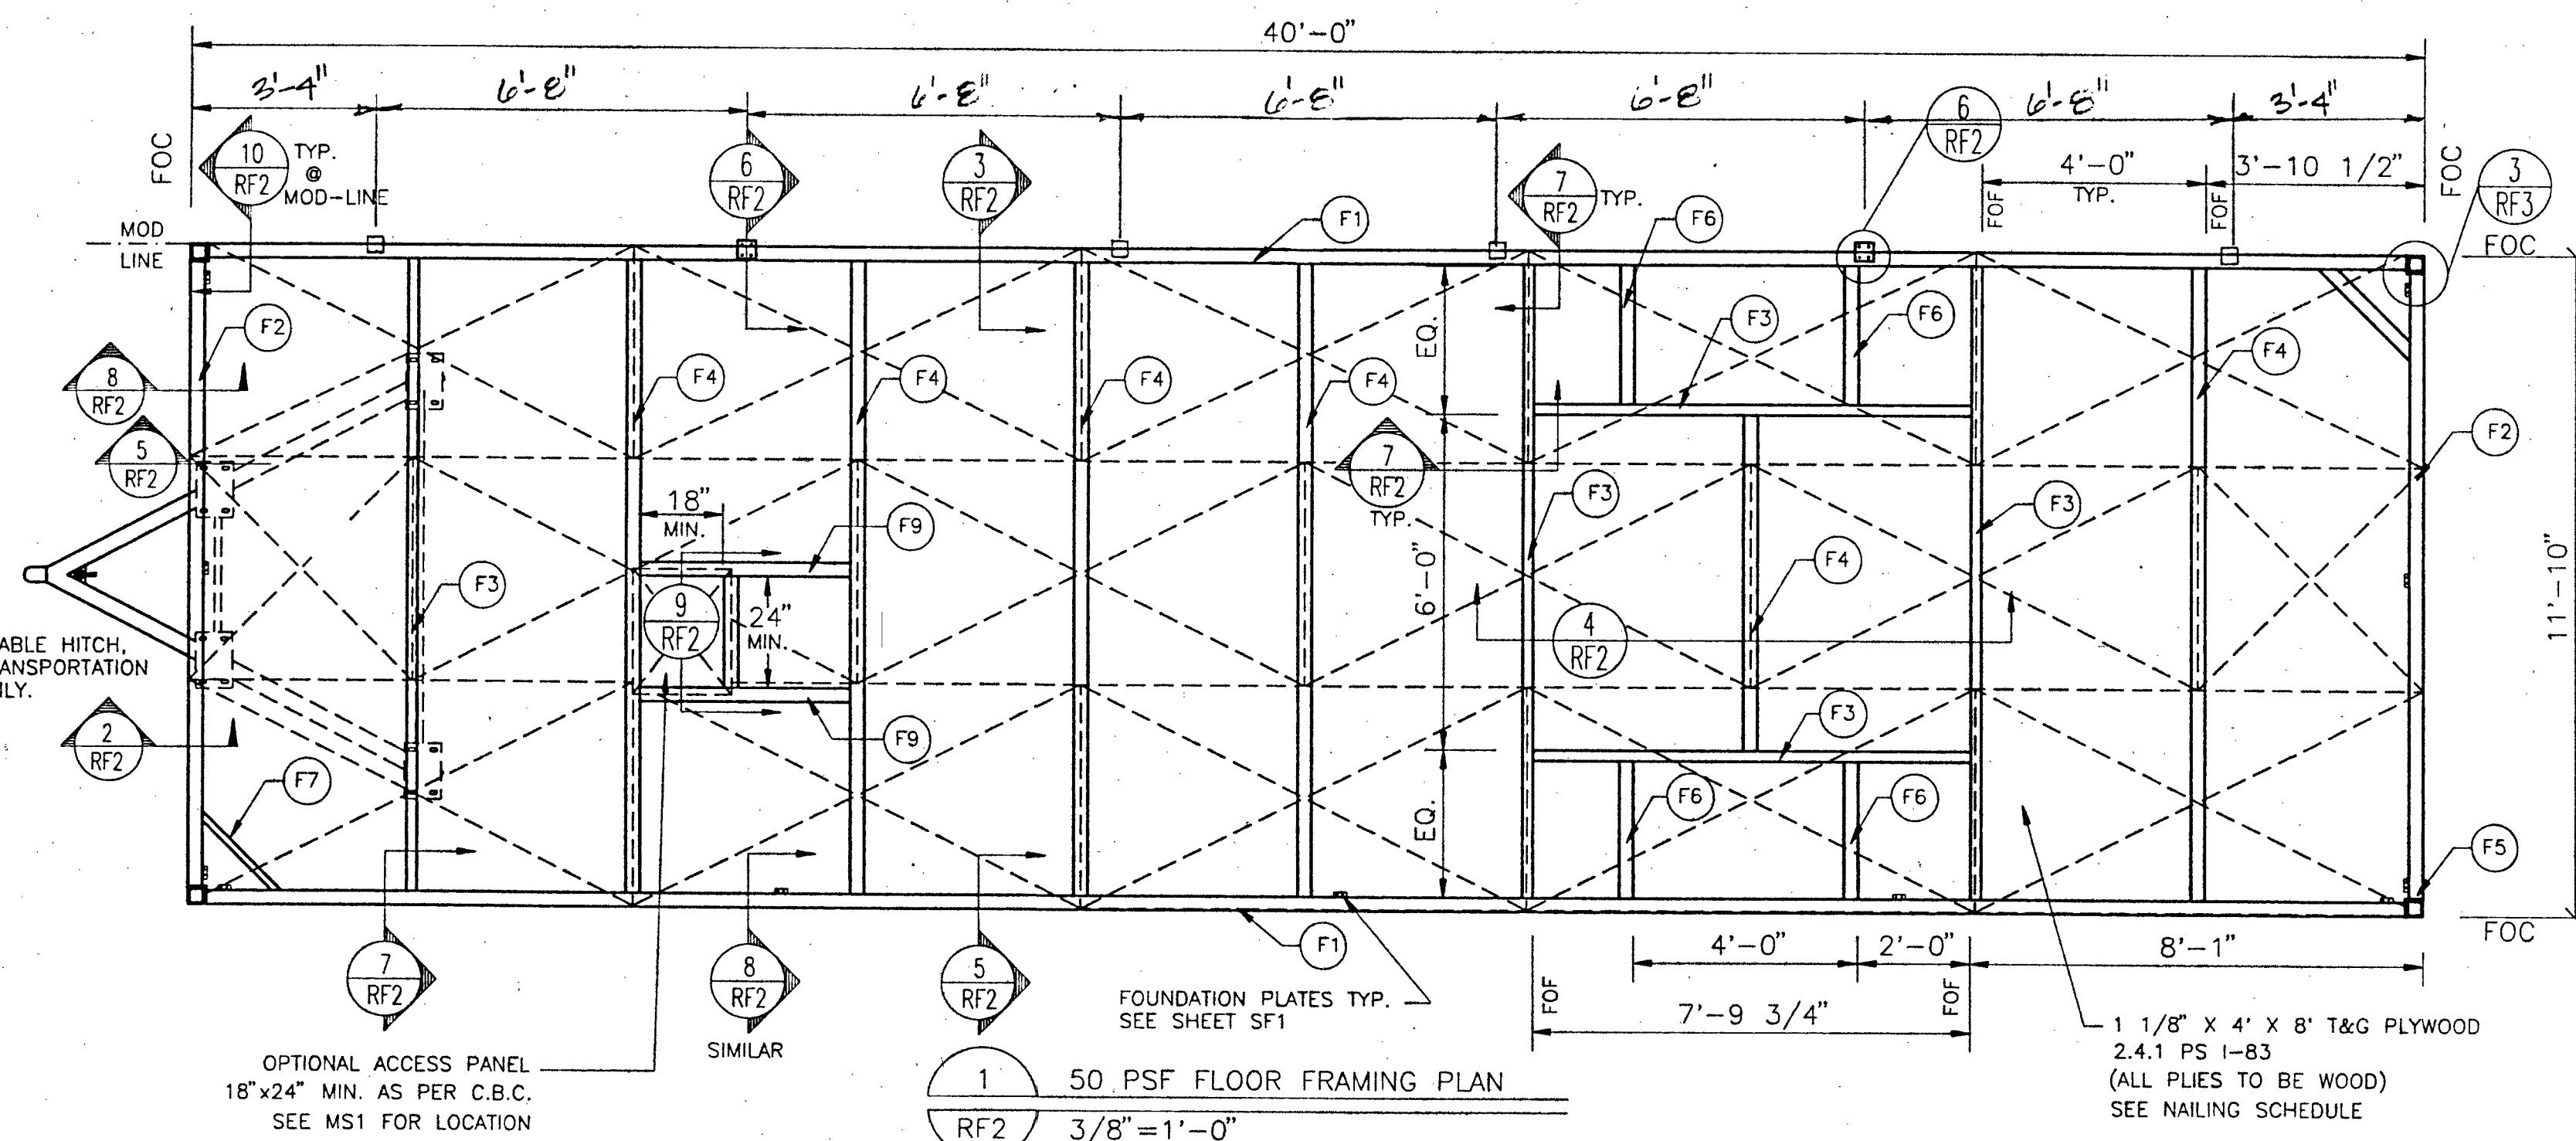 40'-0"
3'-4"
6'-8"
6'-8"
6'-8"
6'-8"
6'-8"
3'-4"
FOC
10
RF2
TYP.
@
MOD-LINE
6
RF2
3
RF2
7
RF2
TYP.
6
RF2
4'-0"
TYP.
3'-10 1/2"
FOF
FOF
FOC
3
RF3
FOC
MOD
LINE
F1
F6
F2
F3
F6
F4
8
RF2
F4
F4
F4
F4
EQ.
F2
5
RF2
7
RF2
TYP.
18"
MIN.
F9
F3
F3
F3
F4
6'-0"
9
RF2
24"
MIN.
4
RF2
11'-10"
ABLE HITCH,
ANSPORTATION
ILY.
2
RF2
F9
F3
F7
F6
F6
EQ.
F5
F1
FOC
7
RF2
8
RF2
SIMILAR
5
RF2
4'-0"
2'-0"
8'-1"
FOF
FOF
7'-9 3/4"
FOUNDATION PLATES TYP.
SEE SHEET SF1
OPTIONAL ACCESS PANEL
18"x24" MIN. AS PER C.B.C.
SEE MS1 FOR LOCATION
1 1/8" X 4' X 8' T&G PLYWOOD
2.4.1 PS I-83
(ALL PLIES TO BE WOOD)
SEE NAILING SCHEDULE
1
RF2
50 PSF FLOOR FRAMING PLAN
3/8"=1'-0"